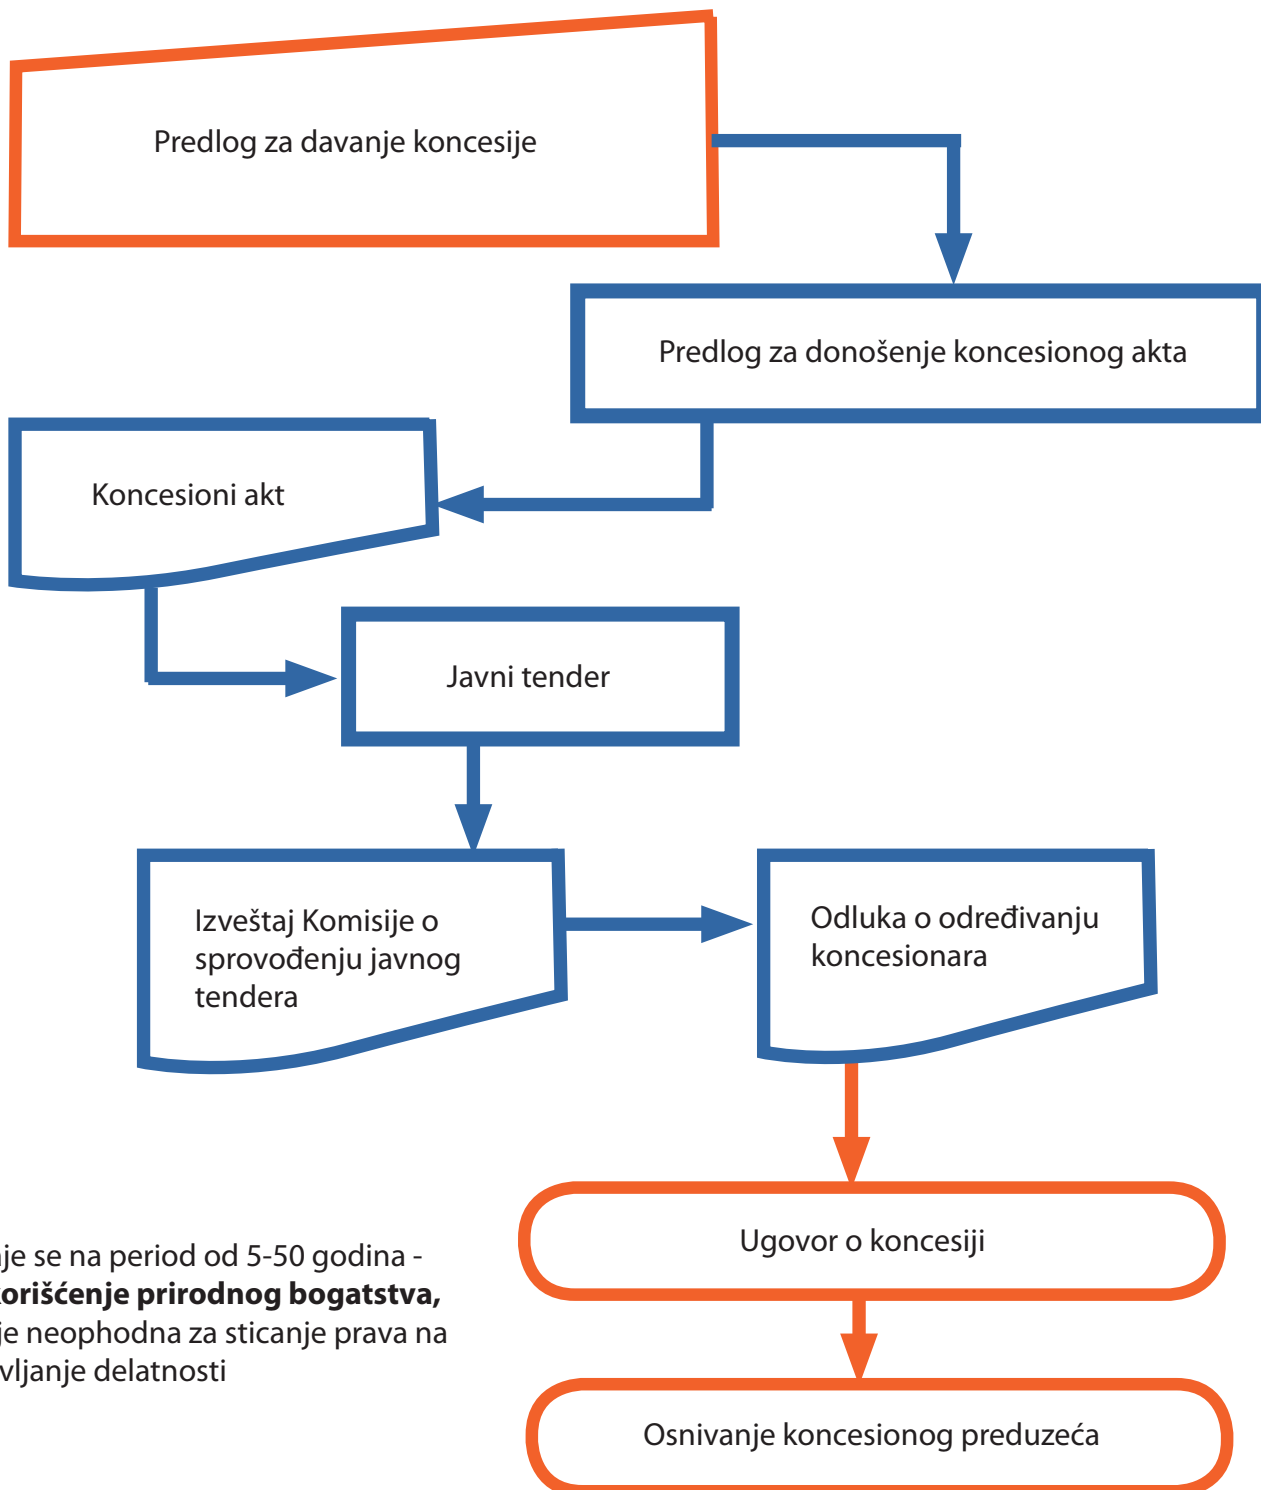 Predlog za davanje koncesije
Predlog za donošenje koncesionog akta
Koncesioni akt
Javni tender
Izveštaj Komisije o
sprovođenju javnog
tendera
Odluka o određivanju
koncesionara
Ugovor o koncesiji
je se na period od 5-50 godina -
korišćenje prirodnog bogatstva,
je neophodna za sticanje prava na
vljanje delatnosti
Osnivanje koncesionog preduzeća